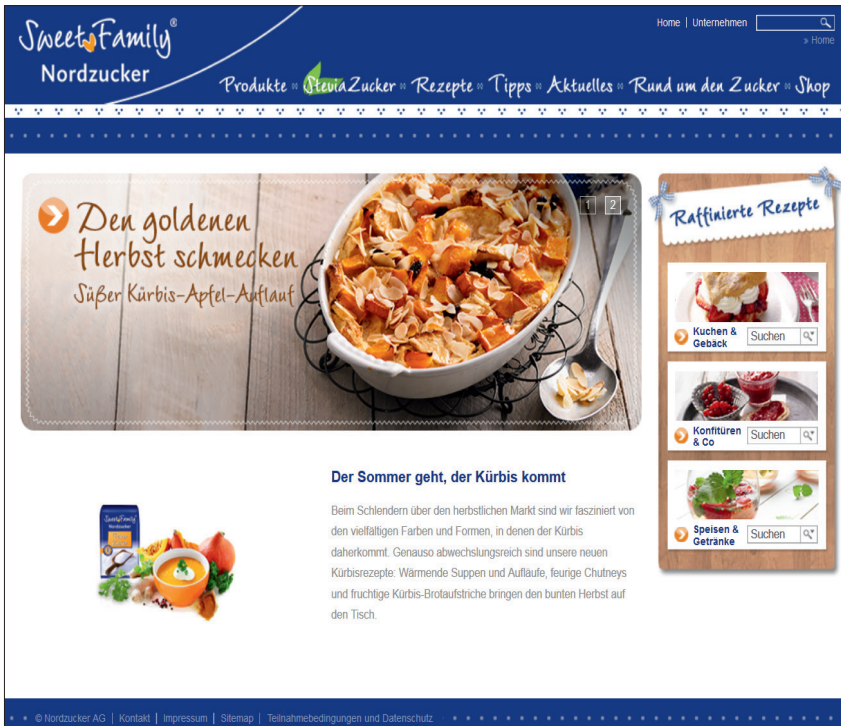 SweetFamily®
Nordzucker
Home | Unternehmen
» Home
Produkte SteviaZucker Rezepte Tipps Aktuelles Rund um den Zucker Shop
Den goldenen
Herbst schmecken
Süßer Kürbis-Apfel-Auflauf
1 2
Raffinierte Rezepte
Kuchen &
Gebäck
Suchen
Konfitüren
& Co
Suchen
Speisen &
Getränke
Suchen
Der Sommer geht, der Kürbis kommt
Beim Schlendern über den herbstlichen Markt sind wir fasziniert von
den vielfältigen Farben und Formen, in denen der Kürbis
daherkommt. Genauso abwechslungsreich sind unsere neuen
Kürbisrezepte: Wärmende Suppen und Aufläufe, feurige Chutneys
und fruchtige Kürbis-Brotaufstriche bringen den bunten Herbst auf
den Tisch.
SweetFamily
Nordzucker
© Nordzucker AG | Kontakt | Impressum | Sitemap | Teilnahmebedingungen und Datenschutz